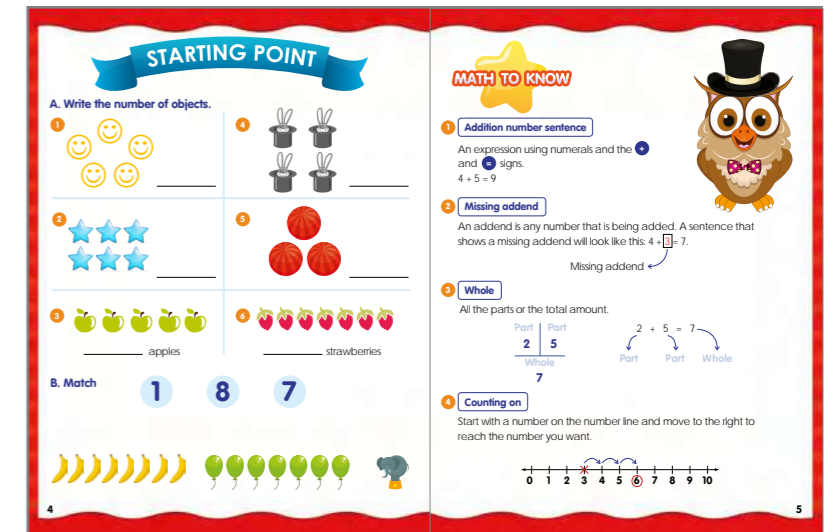 STARTING POINT
A. Write the number of objects.
1
4
2
5
3
6
apples
strawberries
B. Match
1 8 7
4
MATH TO KNOW
1 Addition number sentence
An expression using numerals and the +
and = signs.
4 + 5 = 9
2 Missing addend
An addend is any number that is being added. A sentence that
shows a missing addend will look like this: 4 + 3 = 7.
Missing addend
3 Whole
All the parts or the total amount.
Part Part
2 5
Whole
7
2 + 5 = 7
Part Part Whole
4 Counting on
Start with a number on the number line and move to the right to
reach the number you want.
0 1 2 3 4 5 6 7 8 9 10
5